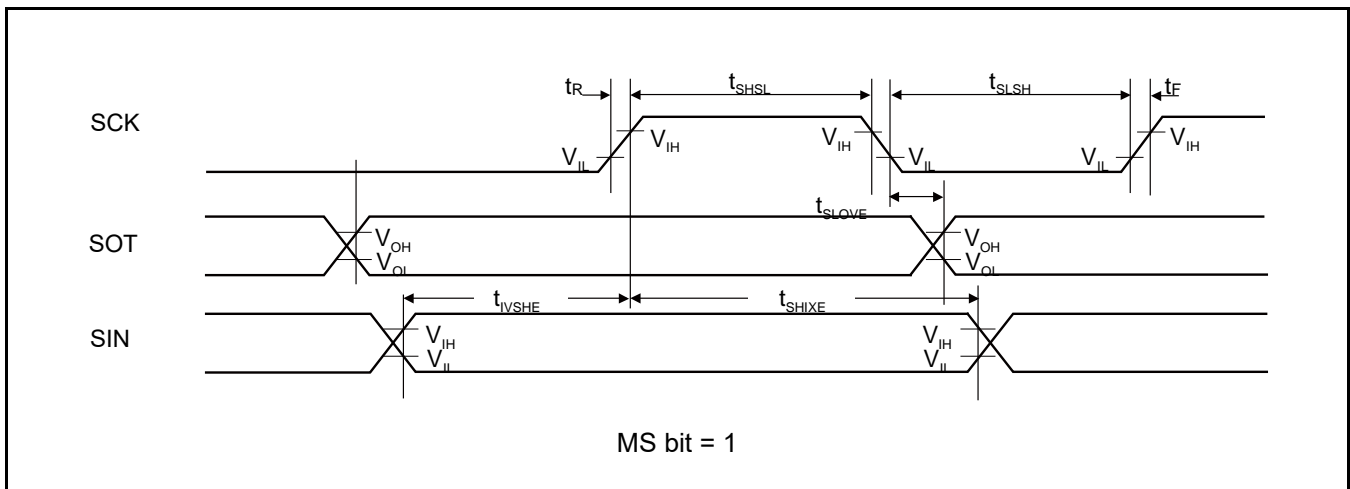 tR tSHSL tSLSH tF
SCK
VIH VIH VIH
VIL VIL VIL
tSLOVE
SOT
VOH VOH
VOL VOL
tIVSHE tSHIXE
SIN
VIH VIH
VIL VIL
MS bit = 1